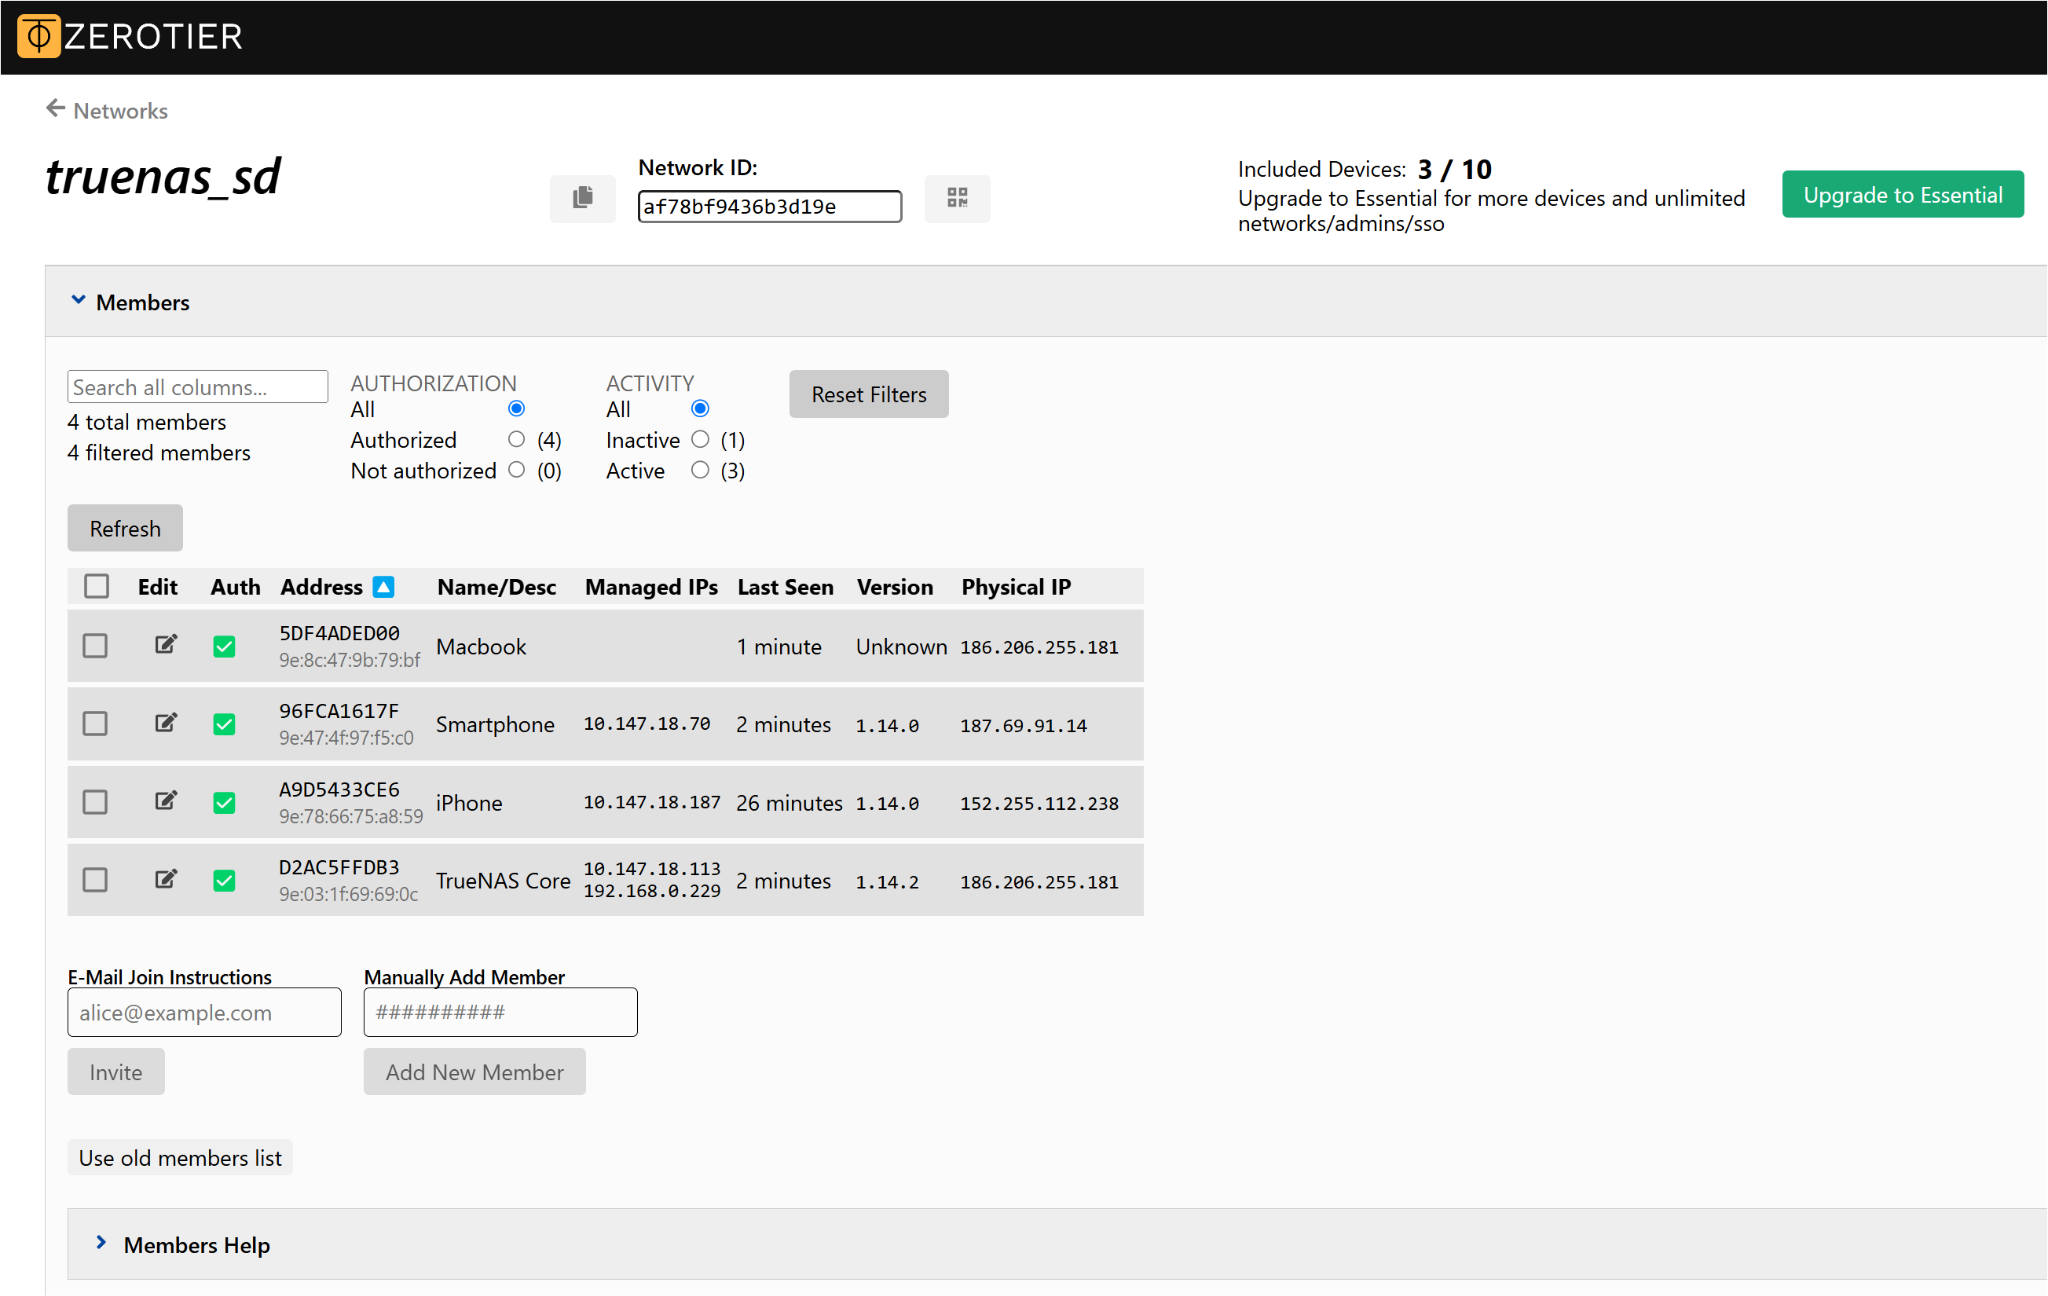 ZEROTIER
Networks
truenas_sd
Network ID:
af78bf9436b3d19e
Included Devices: 3 / 10
Upgrade to Essential for more devices and unlimited
networks/admins/sso
Upgrade to Essential
Members
Search all columns...
4 total members
4 filtered members
AUTHORIZATION
All
Authorized (4)
Not authorized (0)
ACTIVITY
All
Inactive (1)
Active (3)
Reset Filters
Refresh
Edit Auth Address Name/Desc Managed IPs Last Seen Version Physical IP
5DF4ADED00
9e:8c:47:9b:79:bf
Macbook 1 minute Unknown 186.206.255.181
96FCA1617F
9e:47:4f:97:f5:c0
Smartphone 10.147.18.70 2 minutes 1.14.0 187.69.91.14
A9D5433CE6
9e:78:66:75:a8:59
iPhone 10.147.18.187 26 minutes 1.14.0 152.255.112.238
D2AC5FFDB3
9e:03:1f:69:69:0c
TrueNAS Core
10.147.18.113
192.168.0.229
2 minutes 1.14.2 186.206.255.181
E-Mail Join Instructions
alice@example.com
Invite
Manually Add Member
##########
Add New Member
Use old members list
Members Help